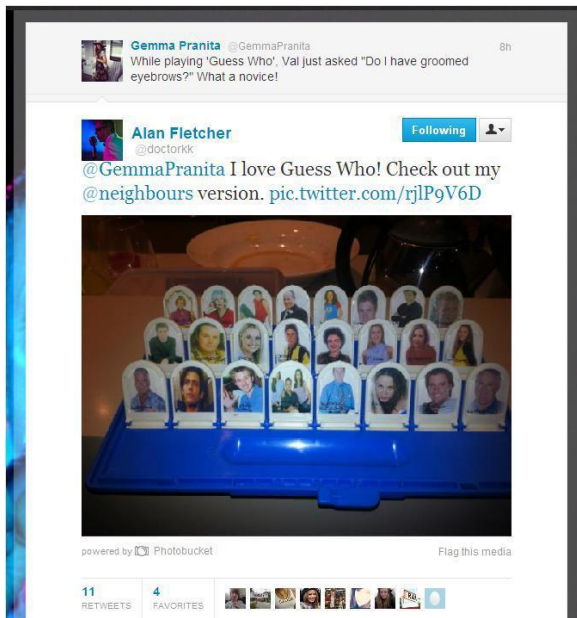 Gemma Pranita @GemmaPranita 8h
While playing 'Guess Who', Val just asked "Do I have groomed
eyebrows?" What a novice!
Alan Fletcher
@doctorkk
Following
@GemmaPranita I love Guess Who! Check out my
@neighbours version. pic.twitter.com/rjlP9V6D
powered by Photobucket Flag this media
11 4
RETWEETS FAVORITES